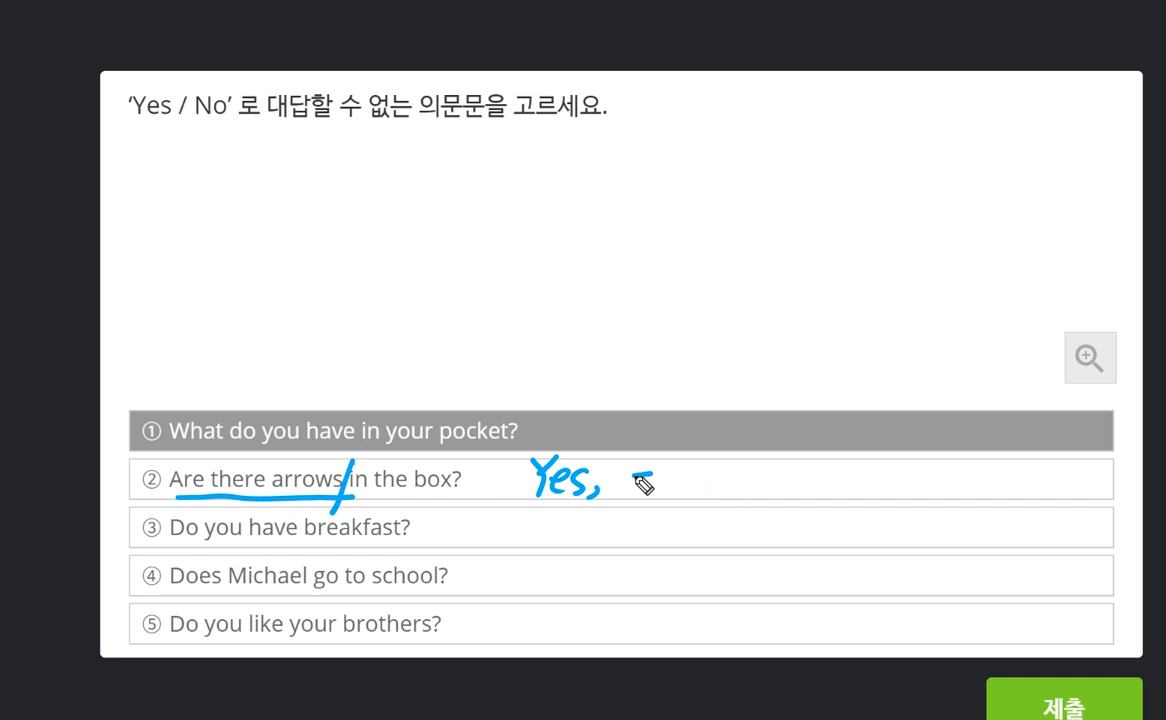 ‘Yes / No’ 로 대답할 수 없는 의문문을 고르세요.
① What do you have in your pocket?
② Are there arrows in the box? Yes,
③ Do you have breakfast?
④ Does Michael go to school?
⑤ Do you like your brothers?
제출